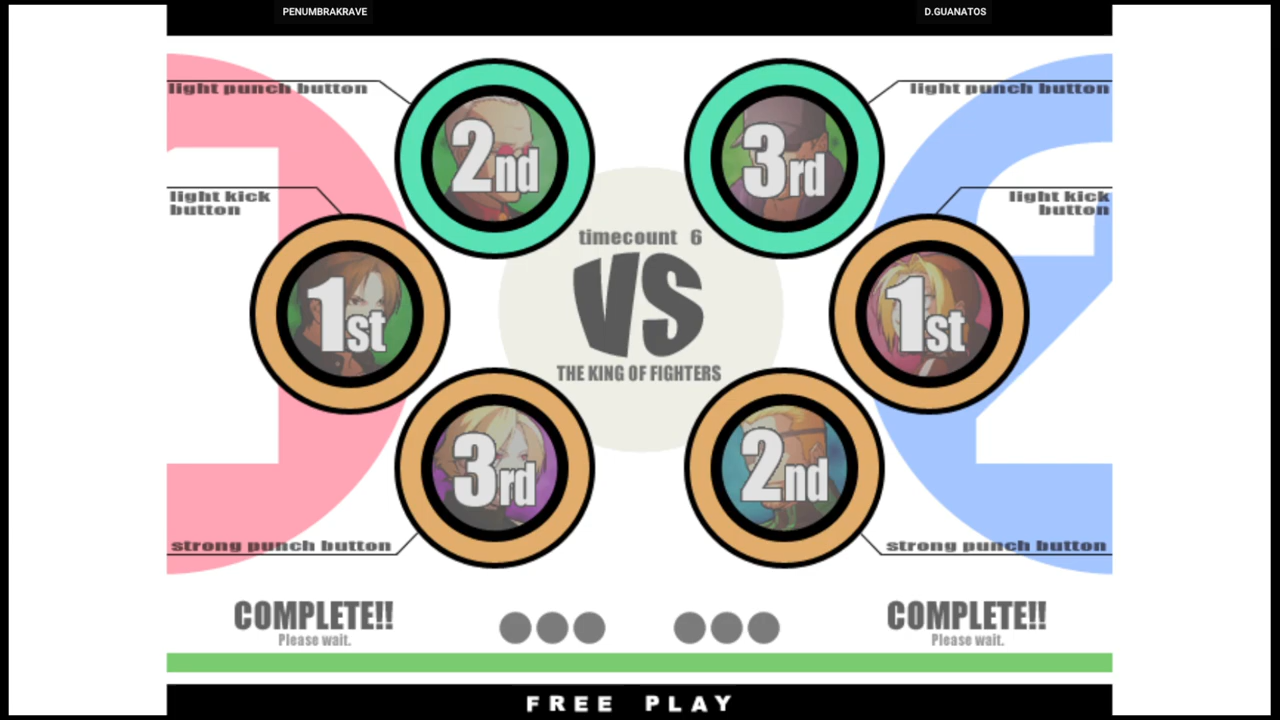 PENUMBRAKRAVE
D.GUANATOS
light punch button
light punch button
2nd
3rd
light kick
button
light kick
button
timecount 6
VS
THE KING OF FIGHTERS
1st
1st
3rd
2nd
strong punch button
strong punch button
COMPLETE!!
Please wait.
COMPLETE!!
Please wait.
FREE PLAY